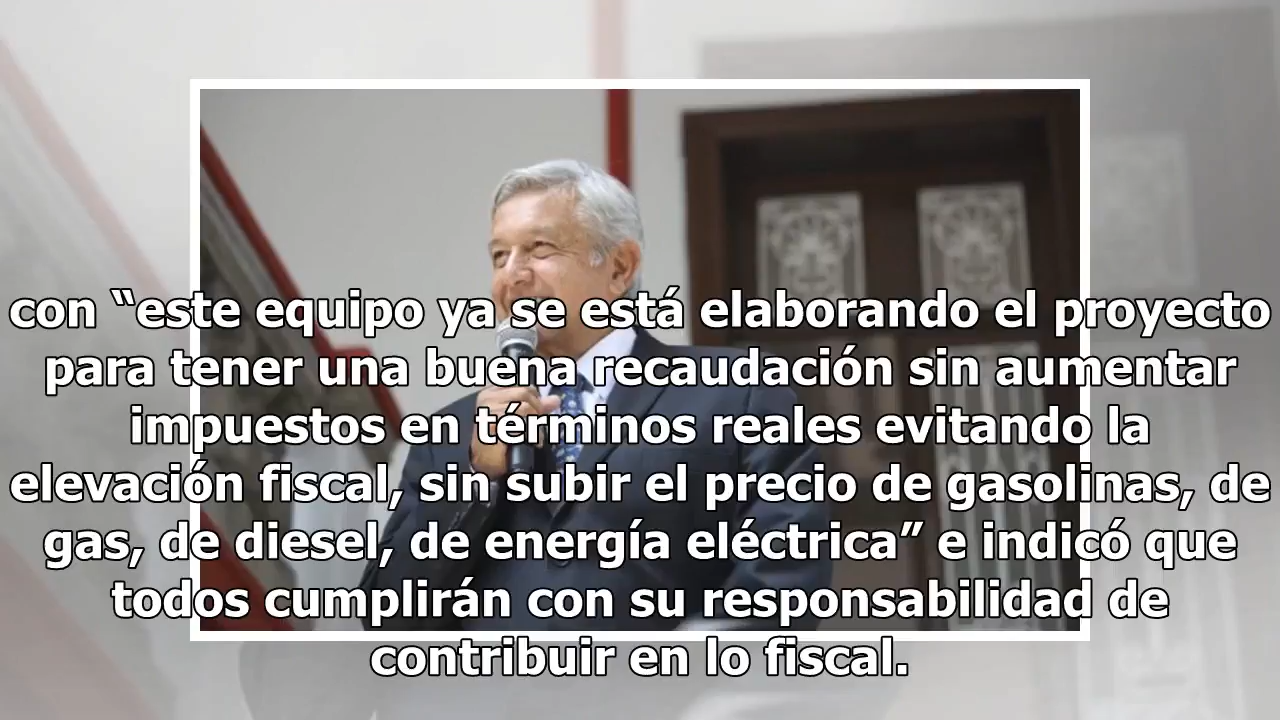 con “este equipo ya se está elaborando el proyecto
para tener una buena recaudación sin aumentar
impuestos en términos reales evitando la
elevación fiscal, sin subir el precio de gasolinas, de
gas, de diesel, de energía eléctrica” e indicó que
todos cumplirán con su responsabilidad de
contribuir en lo fiscal.